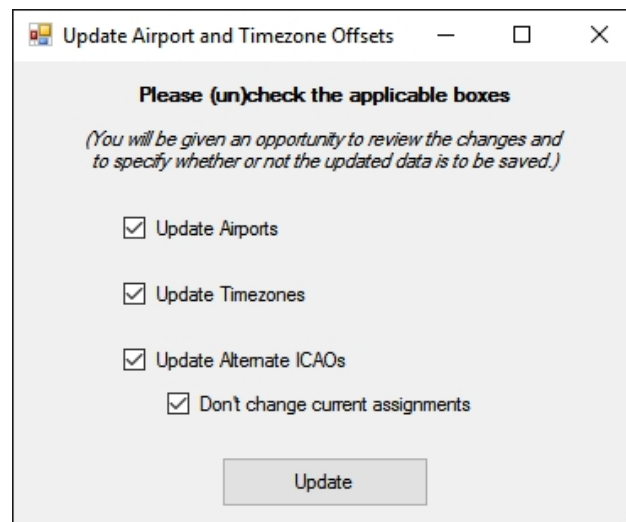 Update Airport and Timezone Offsets
Please (un)check the applicable boxes
(You will be given an opportunity to review the changes and
to specify whether or not the updated data is to be saved.)
Update Airports
Update Timezones
Update Alternate ICAOs
Don't change current assignments
Update